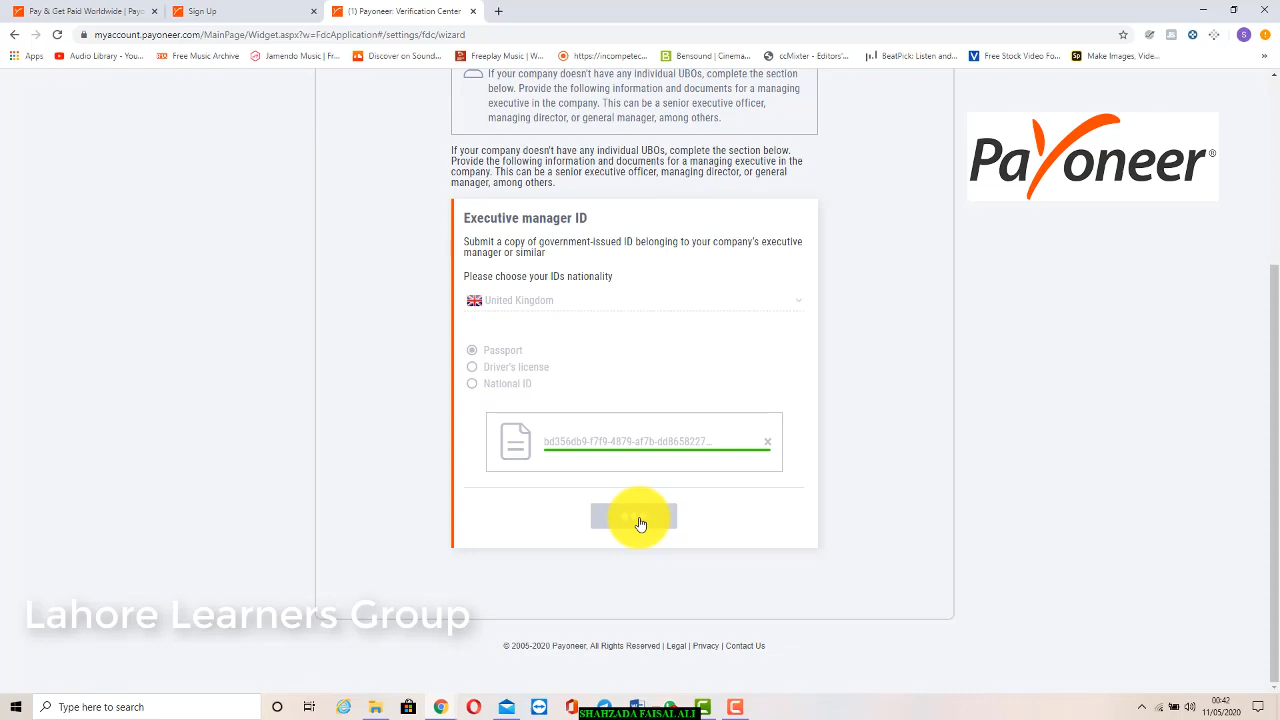 Pay & Get Paid Worldwide | Payo
Sign Up
(1) Payoneer: Verification Center
myaccount.payoneer.com/MainPage/Widget.aspx?w=FdcApplication#/settings/fdc/wizard
S
Apps
Audio Library - You...
Free Music Archive
Jamendo Music | Fr...
Discover on Sound...
Freeplay Music | W...
https://incompetec...
Bensound | Cinema...
ccMixter - Editors'...
BeatPick: Listen and...
Free Stock Video Fo...
Make Images, Vide...
If your company doesn't have any Individual UBOs, complete the section
below. Provide the following information and documents for a managing
executive in the company. This can be a senior executive officer,
managing director, or general manager, among others.
If your company doesn't have any individual UBOs, complete the section below.
Provide the following information and documents for a managing executive in the
company. This can be a senior executive officer, managing director, or general
manager, among others.
Payoneer®
Executive manager ID
Submit a copy of government-issued ID belonging to your company's executive
manager or similar
Please choose your IDs nationality
United Kingdom
Passport
Driver's license
National ID
bd356db9-f7f9-4879-af7b-dd8658227...
Lahore Learners Group
© 2005-2020 Payoneer, All Rights Reserved | Legal | Privacy | Contact Us
Type here to search
00:42
11/05/2020
SHAHZADA FAISAL ALI